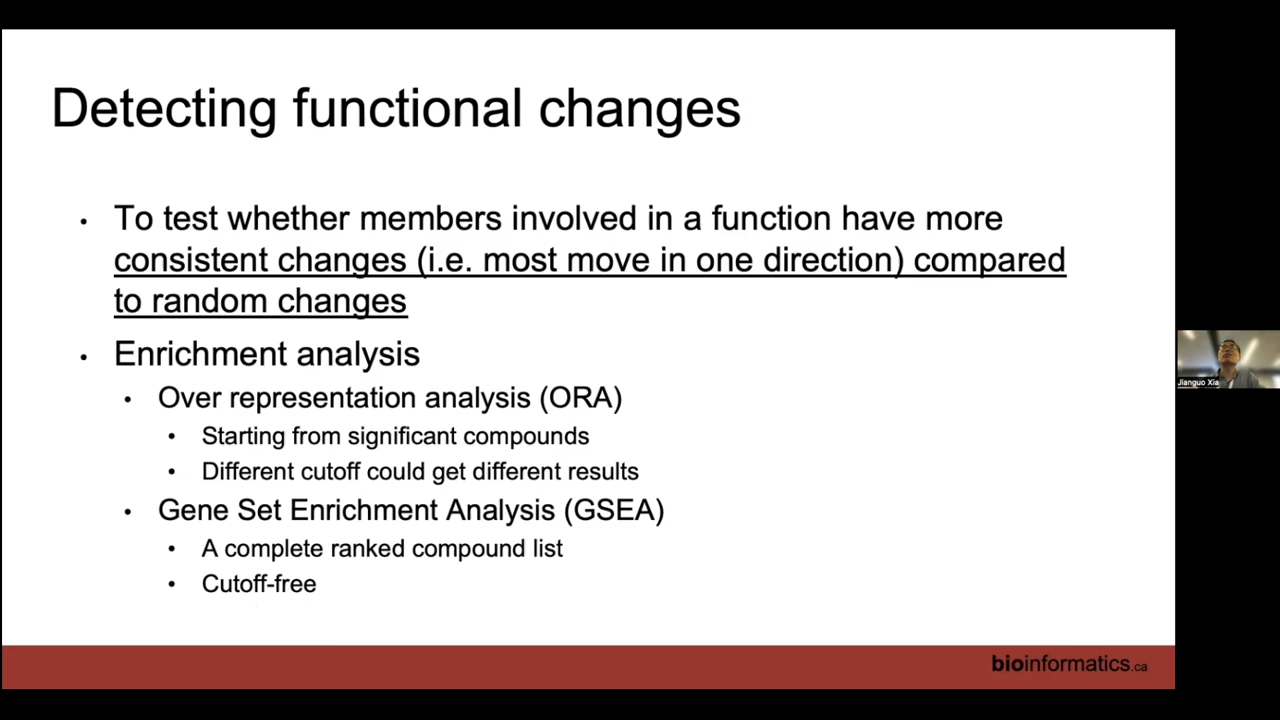 Detecting functional changes
• To test whether members involved in a function have more
consistent changes (i.e. most move in one direction) compared
to random changes
• Enrichment analysis
• Over representation analysis (ORA)
• Starting from significant compounds
• Different cutoff could get different results
• Gene Set Enrichment Analysis (GSEA)
• A complete ranked compound list
• Cutoff-free
bioinformatics.ca
Jianguo Xia